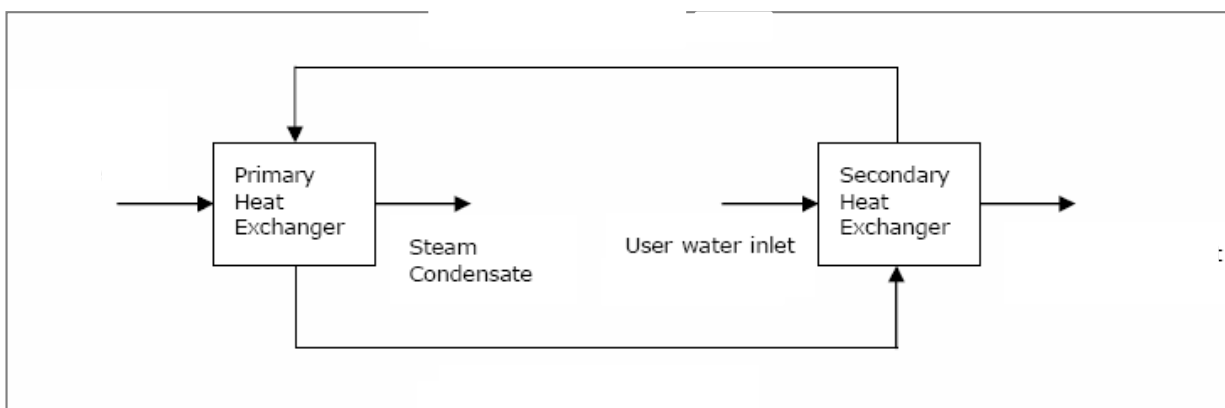 Primary
Heat
Exchanger
Steam
Condensate
User water inlet
Secondary
Heat
Exchanger